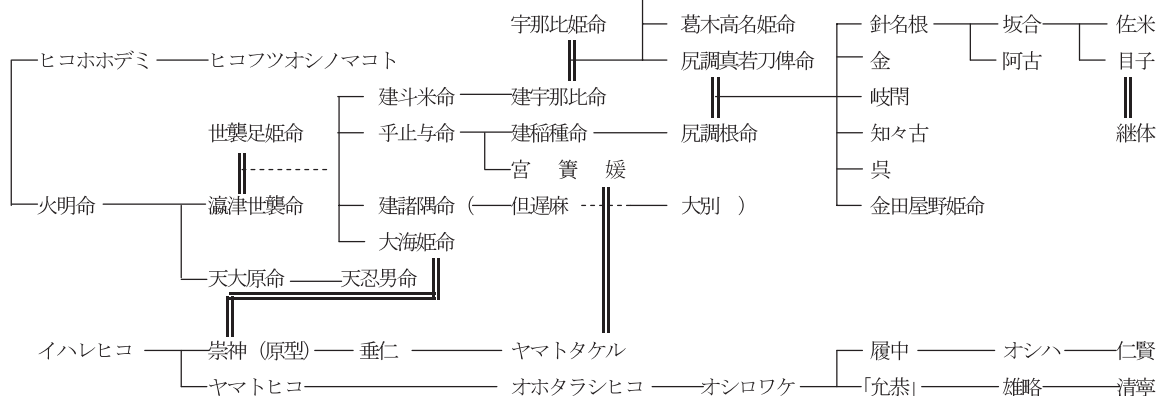 宇那比姫命 葛木高名姫命 針名根 坂合 佐米
ヒコホホデミ ヒコフツオシノマコト 尻調真若刀俾命 金 阿古 目子
建斗米命 建宇那比命 岐閇
世襲足姫命 乎止与命 建稲種命 尻調根命 知々古 継体
宮簀媛 呉
火明命 瀛津世襲命 建諸隅命( 但遅麻 大別 ) 金田屋野姫命
大海姫命
天大原命 天忍男命
イハレヒコ 崇神(原型) 垂仁 ヤマトタケル 履中 オシハ 仁賢
ヤマトヒコ オホタラシヒコ オシロワケ 「允恭」 雄略 清寧